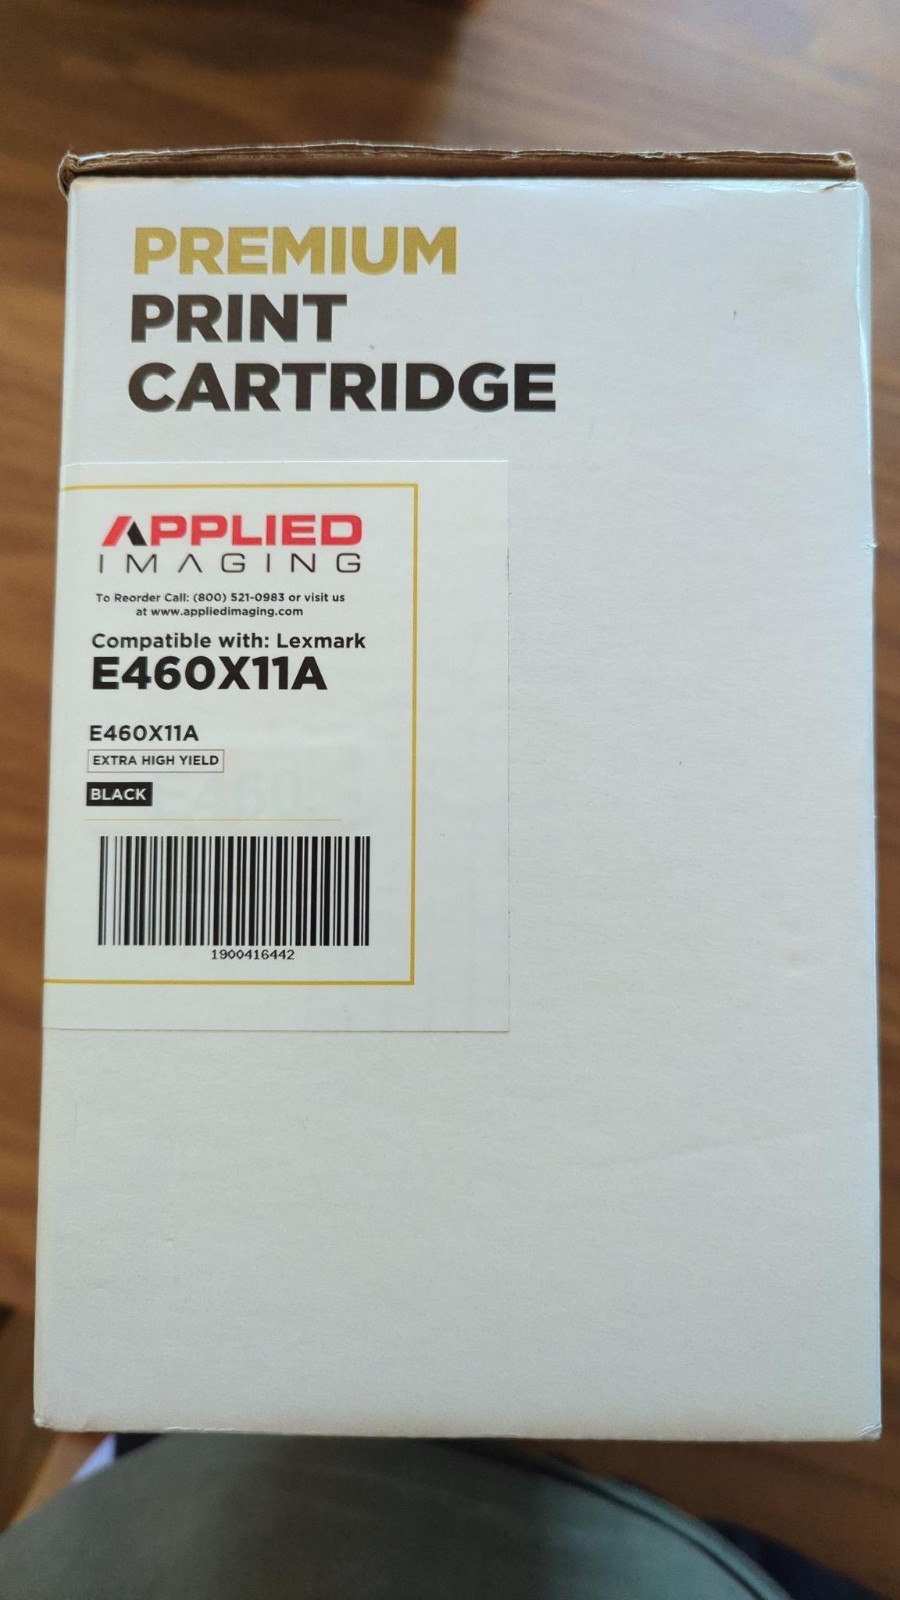 PREMIUM
PRINT
CARTRIDGE
APPLIED
IMAGING
To Reorder Call: (800) 521-0983 or visit us
at www.appliedimaging.com
Compatible with: Lexmark
E460X11A
E460X11A
EXTRA HIGH YIELD
BLACK
1900416442